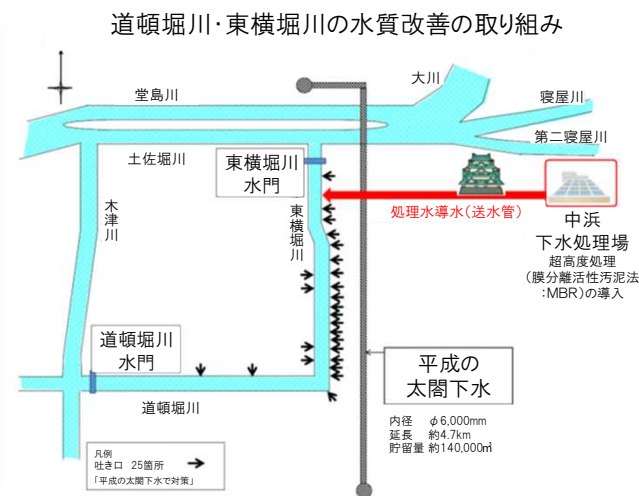 道頓堀川・東横堀川の水質改善の取り組み
大川
堂島川
寝屋川
第二寝屋川
土佐堀川
東横堀川
水門
木津川
東横堀川
処理水導水（送水管）
中浜
下水処理場
超高度処理
（膜分離活性汚泥法
：MBR）の導入
道頓堀川
水門
平成の
太閤下水
道頓堀川
内径　φ6,000mm
延長　約4.7km
貯留量 約140,000㎥
凡例
吐き口　25箇所
「平成の太閤下水で対策」